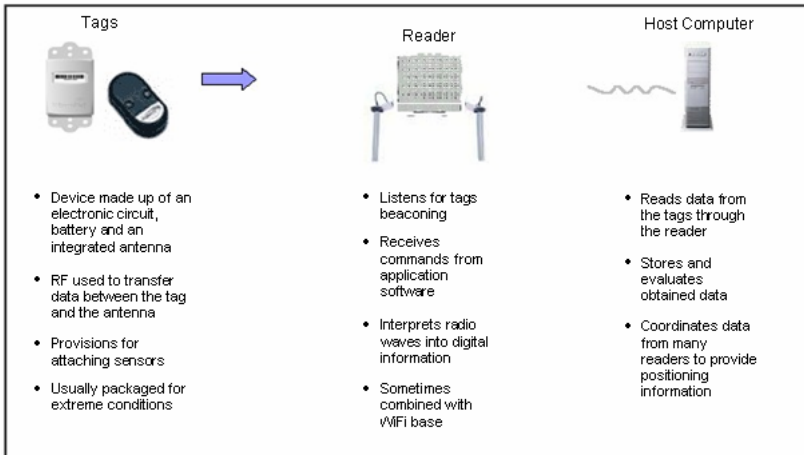 Tags
Reader
Host Computer
• Device made up of an
electronic circuit,
battery and an
integrated antenna
• RF used to transfer
data between the tag
and the antenna
• Provisions for
attaching sensors
• Usually packaged for
extreme conditions
• Listens for tags
beaconing
• Receives
commands from
application
software
• Interprets radio
waves into digital
information
• Sometimes
combined with
WiFi base
• Reads data from
the tags through
the reader
• Stores and
evaluates
obtained data
• Coordinates data
from many
readers to provide
positioning
information